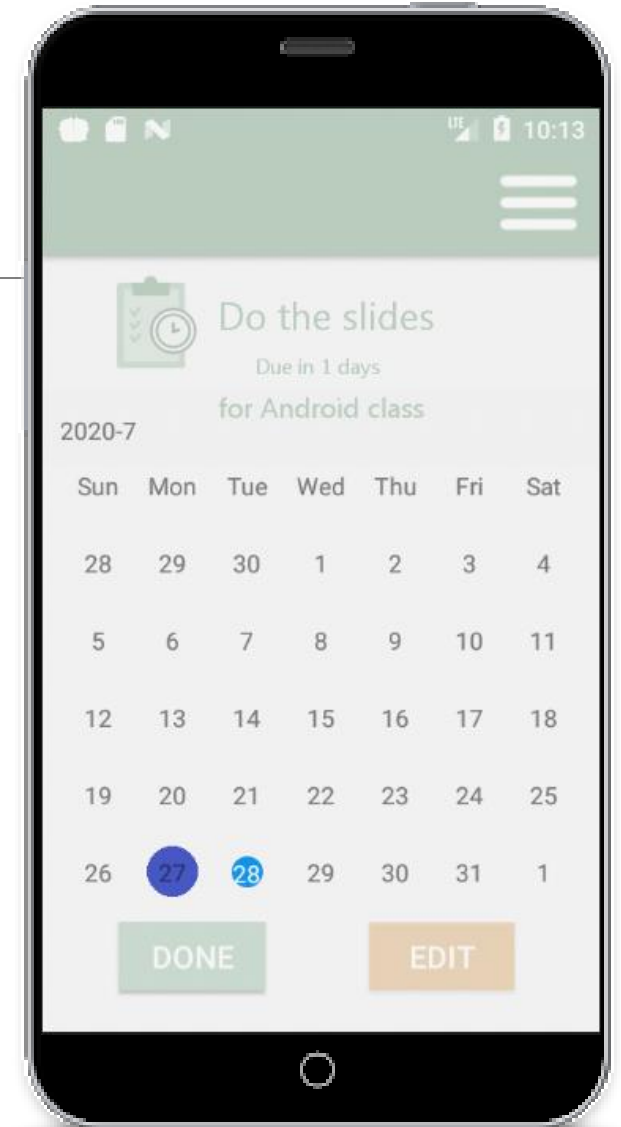 LTE 10:13
Do the slides
Due in 1 days
for Android class
2020-7
Sun Mon Tue Wed Thu Fri Sat
28 29 30 1 2 3 4
5 6 7 8 9 10 11
12 13 14 15 16 17 18
19 20 21 22 23 24 25
26 27 28 29 30 31 1
DONE EDIT